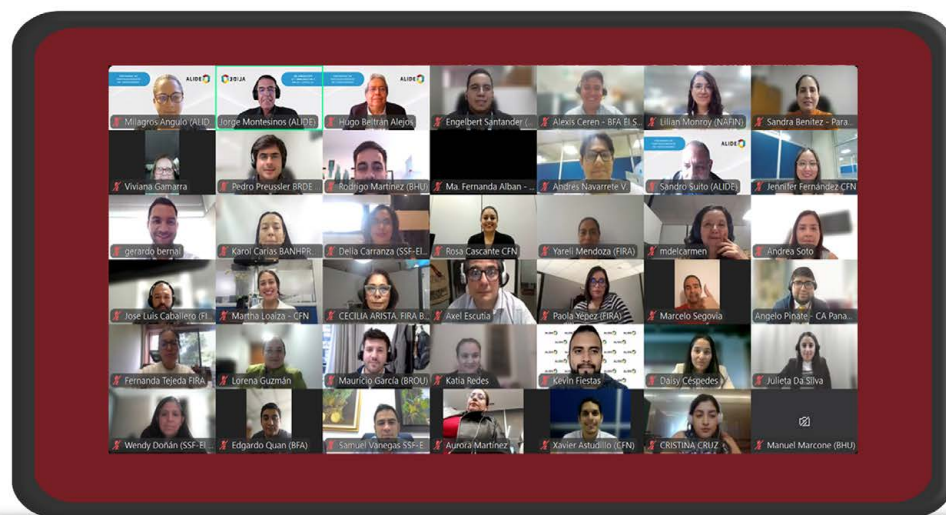 ALIDE
ALIDE
Milagros Angulo (ALID
Jorge Montesinos (ALIDE)
Hugo Beltrán Alejos
Engelbert Santander (...
Alexis Ceren - BFA El S...
Lilian Monroy (NAFIN)
Sandra Benitez - Para...
Viviana Gamarra
Pedro Preussler BRDE ...
Rodrigo Martinez (BHU)
Ma. Fernanda Alban - ...
Andres Navarrete V.
ALIDE
Sandro Suito (ALIDE)
Jennifer Fernández CFN
gerardo bernal
Karol Carias BANHPR...
Delia Carranza (SSF-El...
Rosa Cascante CFN
Yareli Mendoza (FIRA)
mdelcarmen
Andrea Soto
Jose Luis Caballero (FI...
Martha Loaiza - CFN
CECILIA ARISTA. FIRA B...
Axel Escutia
Paola Yépez (FIRA)
Marcelo Segovia
Angelo Pinate - CA Pana...
Fernanda Tejeda FIRA
Lorena Guzmán
Mauricio García (BROU)
Katia Redes
Kevin Fiestas
Daisy Céspedes
Julieta Da Silva
Wendy Doñán (SSF-El ...
Edgardo Quan (BFA)
Samuel Vanegas SSF-E...
Aurora Martinez
Xavier Astudillo (CFN)
CRISTINA CRUZ
Manuel Marcone (BHU)